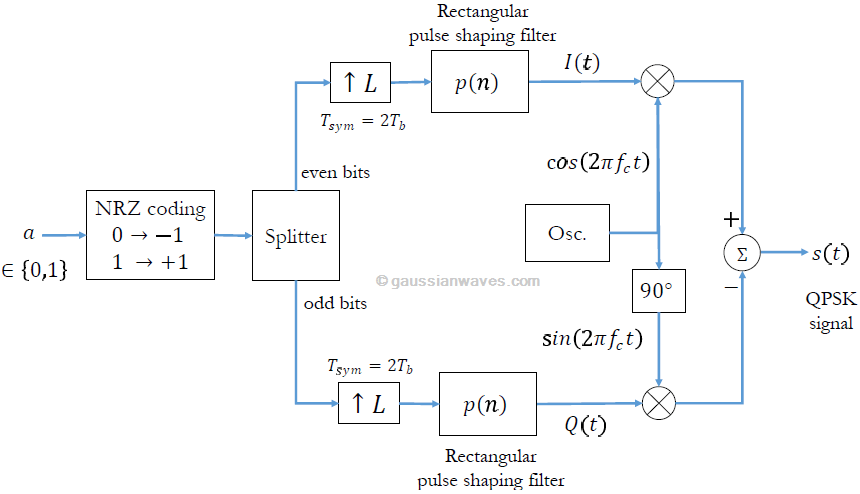 Rectangular
pulse shaping filter
I(t)
↑ L
p(n)
T_sym = 2T_b
cos(2πf_c t)
even bits
NRZ coding
0 → −1
1 → +1
a
∈ {0,1}
Splitter
Osc.
+
Σ
−
s(t)
QPSK
signal
© gaussianwaves.com
90°
odd bits
sin(2πf_c t)
T_sym = 2T_b
↑ L
p(n)
Q(t)
Rectangular
pulse shaping filter